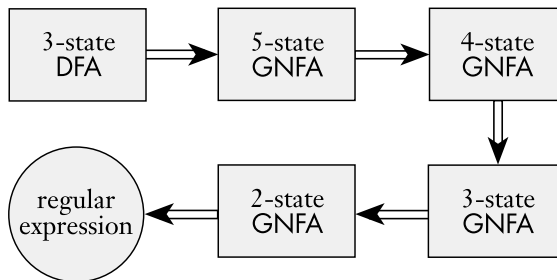 3-state
DFA
5-state
GNFA
4-state
GNFA
3-state
GNFA
2-state
GNFA
regular
expression